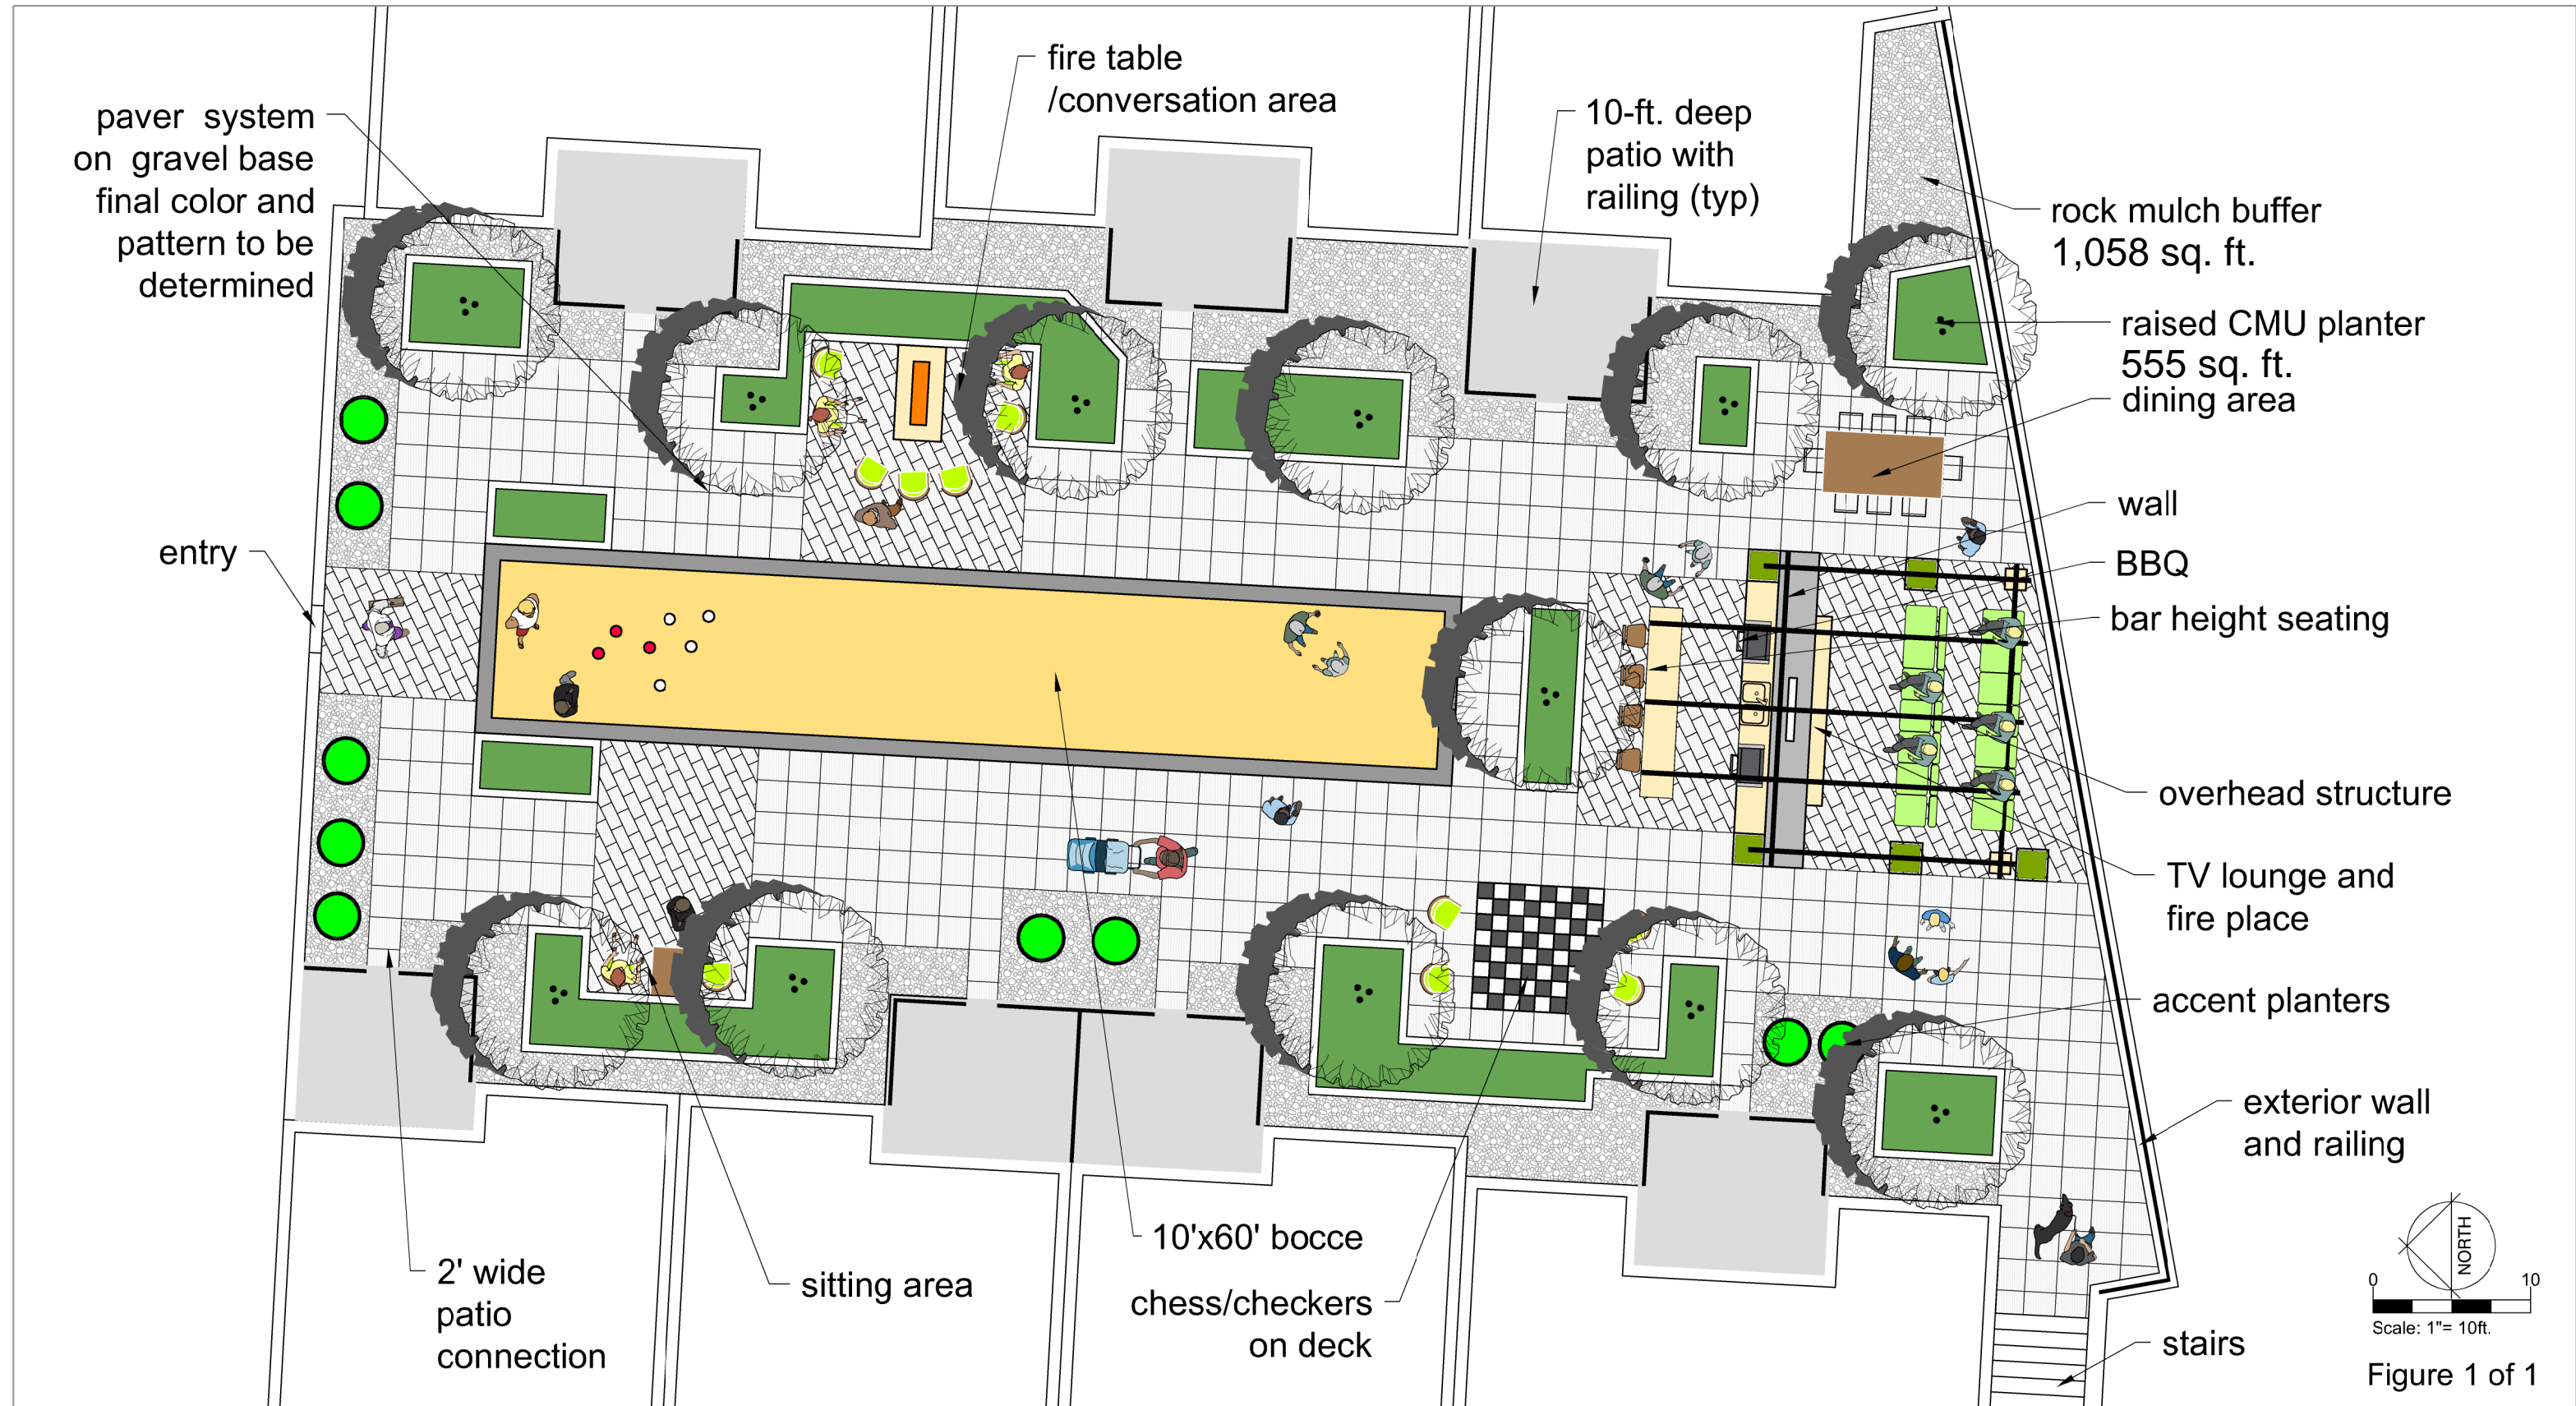 fire table
/conversation area
paver system
on gravel base
final color and
pattern to be
determined
10-ft. deep
patio with
railing (typ)
rock mulch buffer
1,058 sq. ft.
raised CMU planter
555 sq. ft.
dining area
wall
BBQ
bar height seating
entry
overhead structure
TV lounge and
fire place
accent planters
exterior wall
and railing
10'x60' bocce
sitting area
2' wide
patio
connection
chess/checkers
on deck
stairs
NORTH
0 10
Scale: 1"= 10ft.
Figure 1 of 1